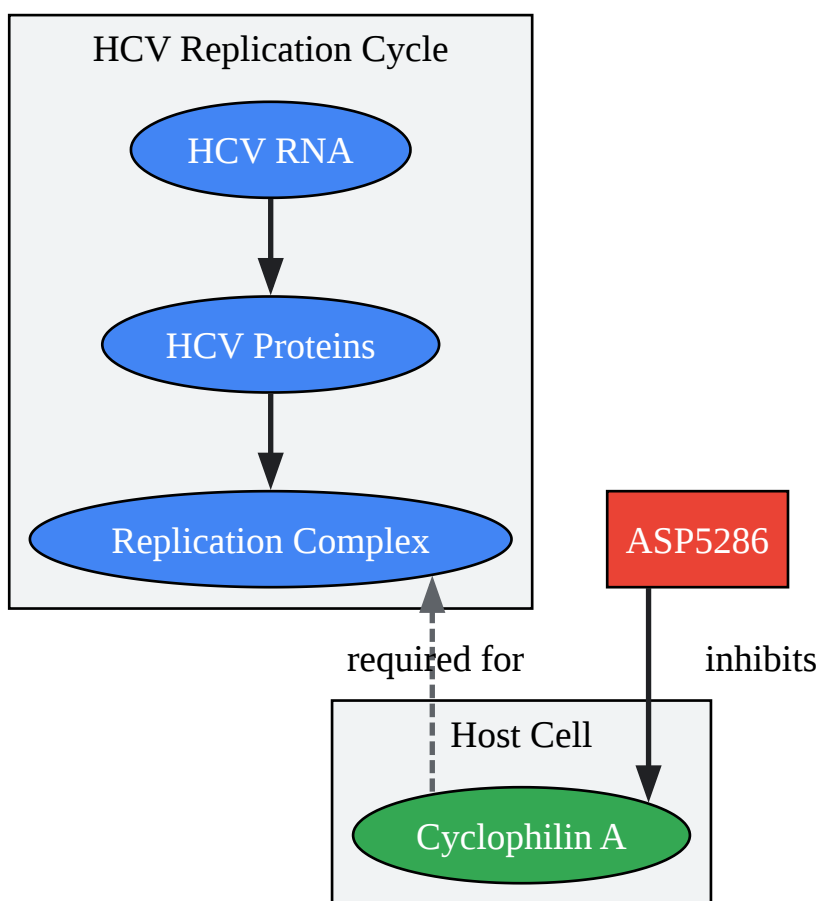 HCV Replication Cycle
HCV RNA
HCV Proteins
Replication Complex
ASP5286
required for
inhibits
Host Cell
Cyclophilin A